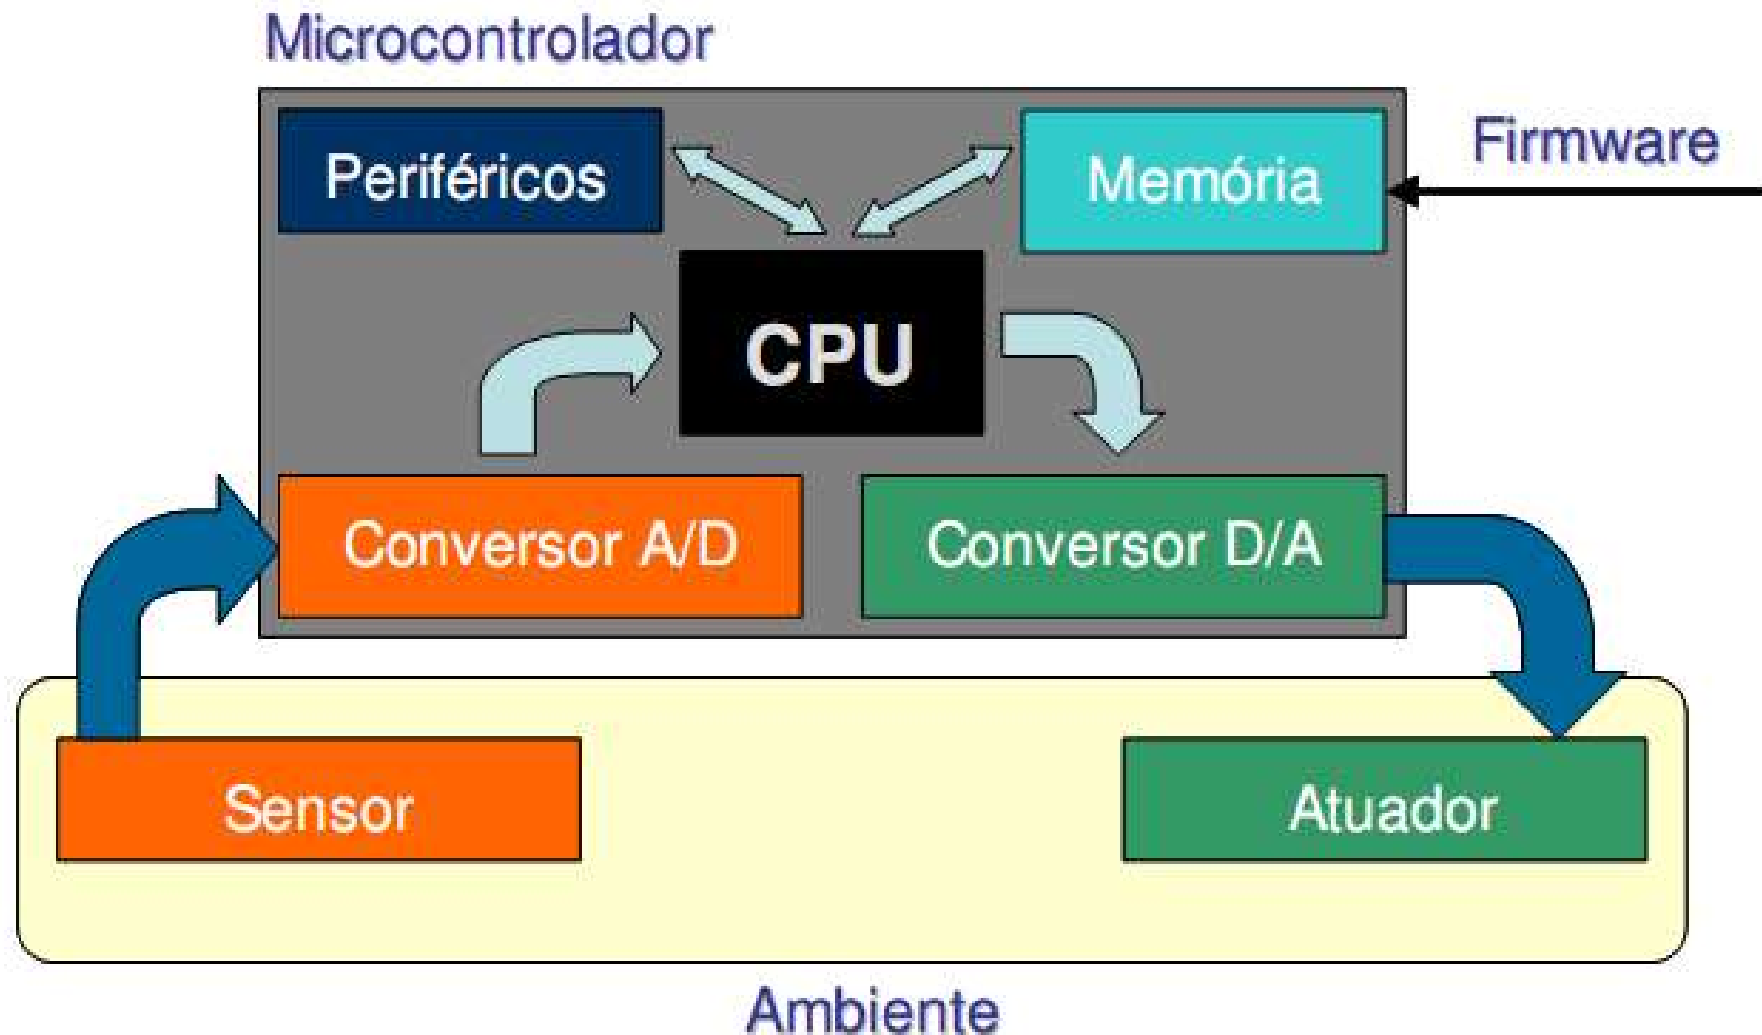 Microcontrolador
Periféricos
Memória
Firmware
CPU
Conversor A/D
Conversor D/A
Sensor
Atuador
Ambiente